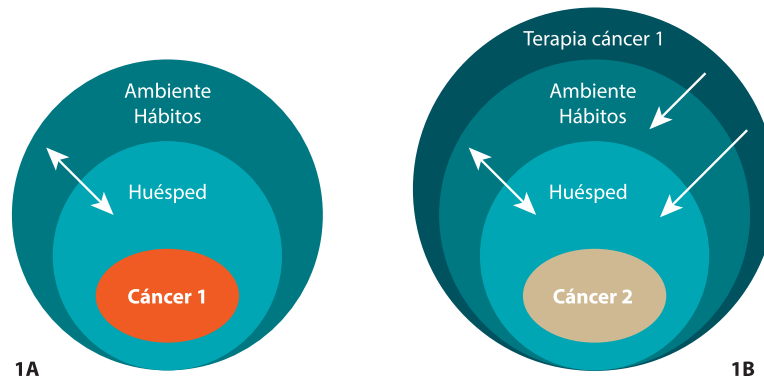 Ambiente
Hábitos
Huésped
Cáncer 1
1A
Terapia cáncer 1
Ambiente
Hábitos
Huésped
Cáncer 2
1B